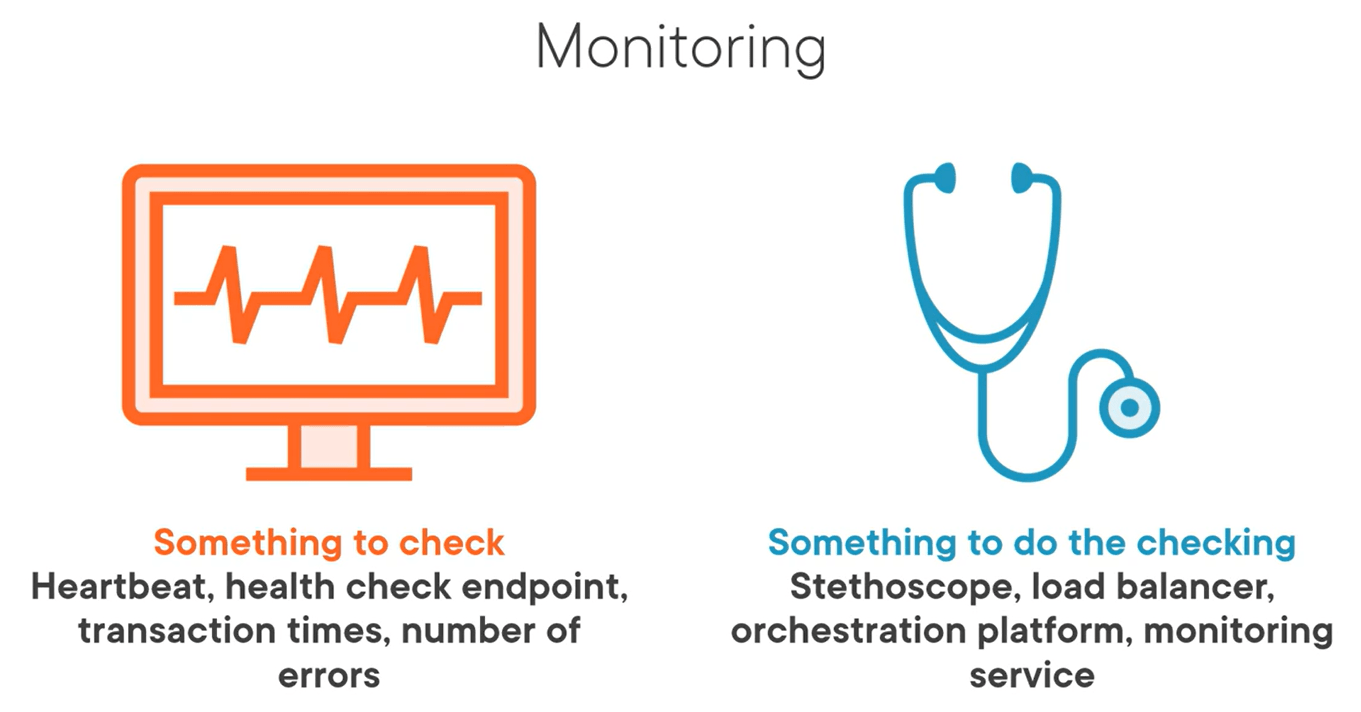 Monitoring
Something to check
Heartbeat, health check endpoint,
transaction times, number of
errors
Something to do the checking
Stethoscope, load balancer,
orchestration platform, monitoring
service